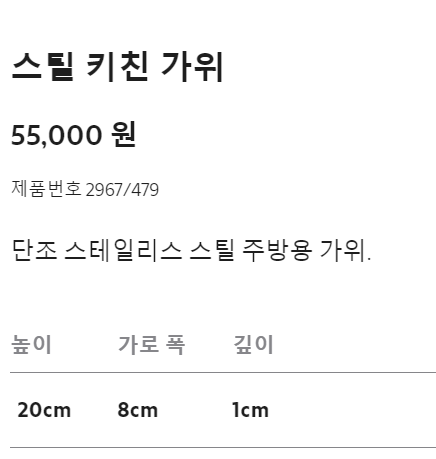 스틸 키친 가위
55,000 원
제품번호 2967/479
단조 스테일리스 스틸 주방용 가위.
높이 가로 폭 깊이
20cm 8cm 1cm